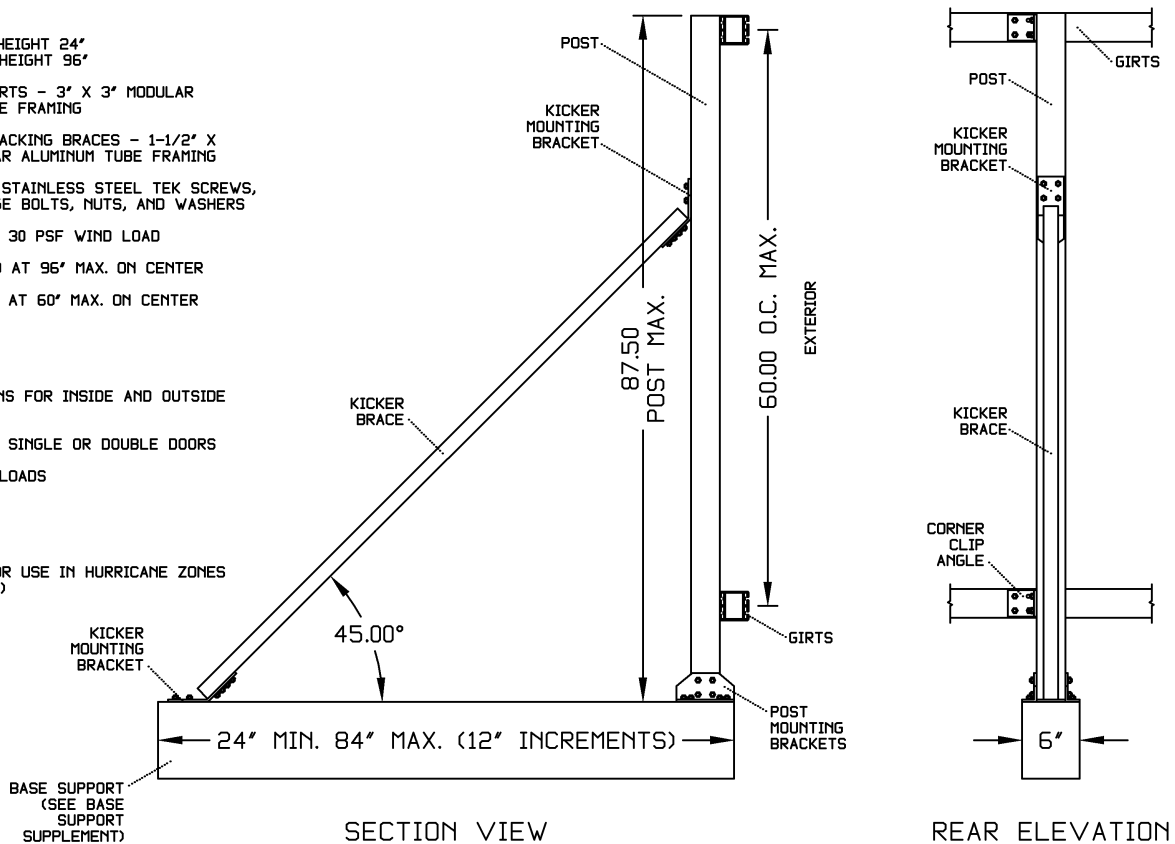 HEIGHT 24"
HEIGHT 96"
RTS - 3" X 3" MODULAR
E FRAMING
ACKING BRACES - 1-1/2" X
AR ALUMINUM TUBE FRAMING
STAINLESS STEEL TEK SCREWS,
GE BOLTS, NUTS, AND WASHERS
30 PSF WIND LOAD
D AT 96" MAX. ON CENTER
AT 60" MAX. ON CENTER
NS FOR INSIDE AND OUTSIDE
SINGLE OR DOUBLE DOORS
LOADS
OR USE IN HURRICANE ZONES
)
POST
KICKER
MOUNTING
BRACKET
87.50
POST MAX.
60.00 O.C. MAX.
EXTERIOR
KICKER
BRACE
45.00°
KICKER
MOUNTING
BRACKET
GIRTS
POST
MOUNTING
BRACKETS
24" MIN. 84" MAX. (12" INCREMENTS)
BASE SUPPORT
(SEE BASE
SUPPORT
SUPPLEMENT)
SECTION VIEW
GIRTS
POST
KICKER
MOUNTING
BRACKET
KICKER
BRACE
CORNER
CLIP
ANGLE
6"
REAR ELEVATION